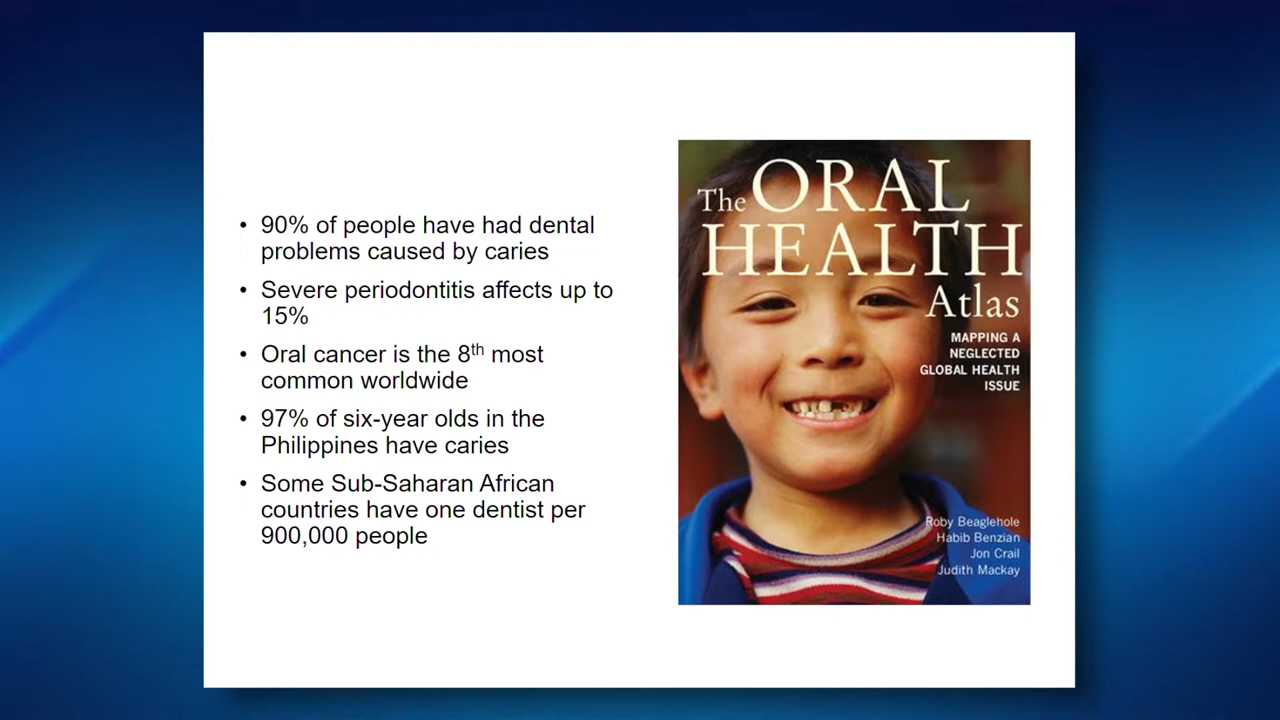 • 90% of people have had dental
problems caused by caries
• Severe periodontitis affects up to
15%
• Oral cancer is the 8th most
common worldwide
• 97% of six-year olds in the
Philippines have caries
• Some Sub-Saharan African
countries have one dentist per
900,000 people
The ORAL
HEALTH
Atlas
MAPPING A
NEGLECTED
GLOBAL HEALTH
ISSUE
Roby Beaglehole
Habib Benzian
Jon Crail
Judith Mackay